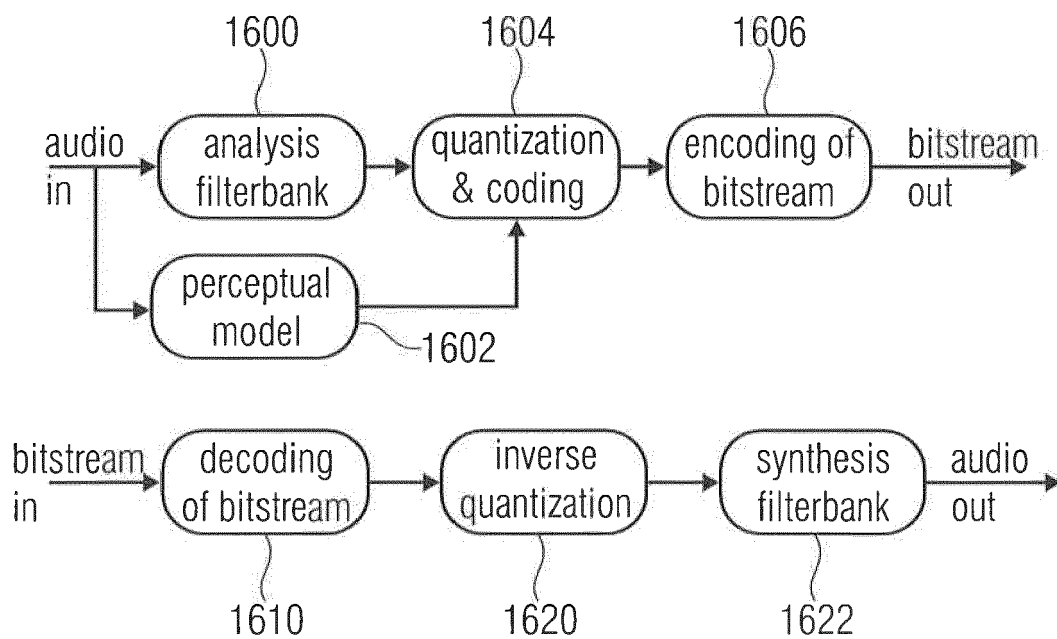 1600
1604
1606
audio
in
analysis
filterbank
quantization
& coding
encoding of
bitstream
bitstream
out
perceptual
model
1602
bitstream
in
decoding
of bitstream
inverse
quantization
synthesis
filterbank
audio
out
1610
1620
1622